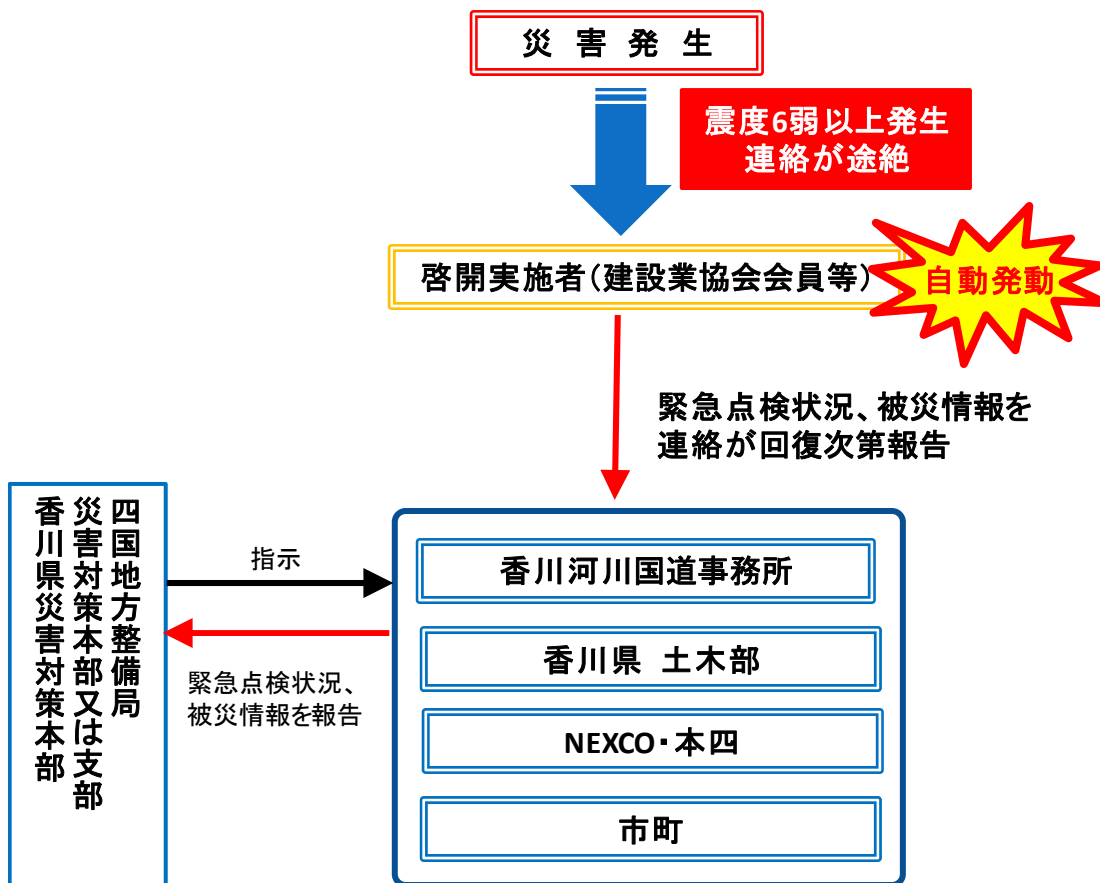 災 害 発 生
震度6弱以上発生
連絡が途絶
啓開実施者(建設業協会会員等)
自動発動
緊急点検状況、被災情報を
連絡が回復次第報告
四国地方整備局
災害対策本部又は支部
香川県災害対策本部
指示
緊急点検状況、
被災情報を報告
香川河川国道事務所
香川県 土木部
NEXCO・本四
市町